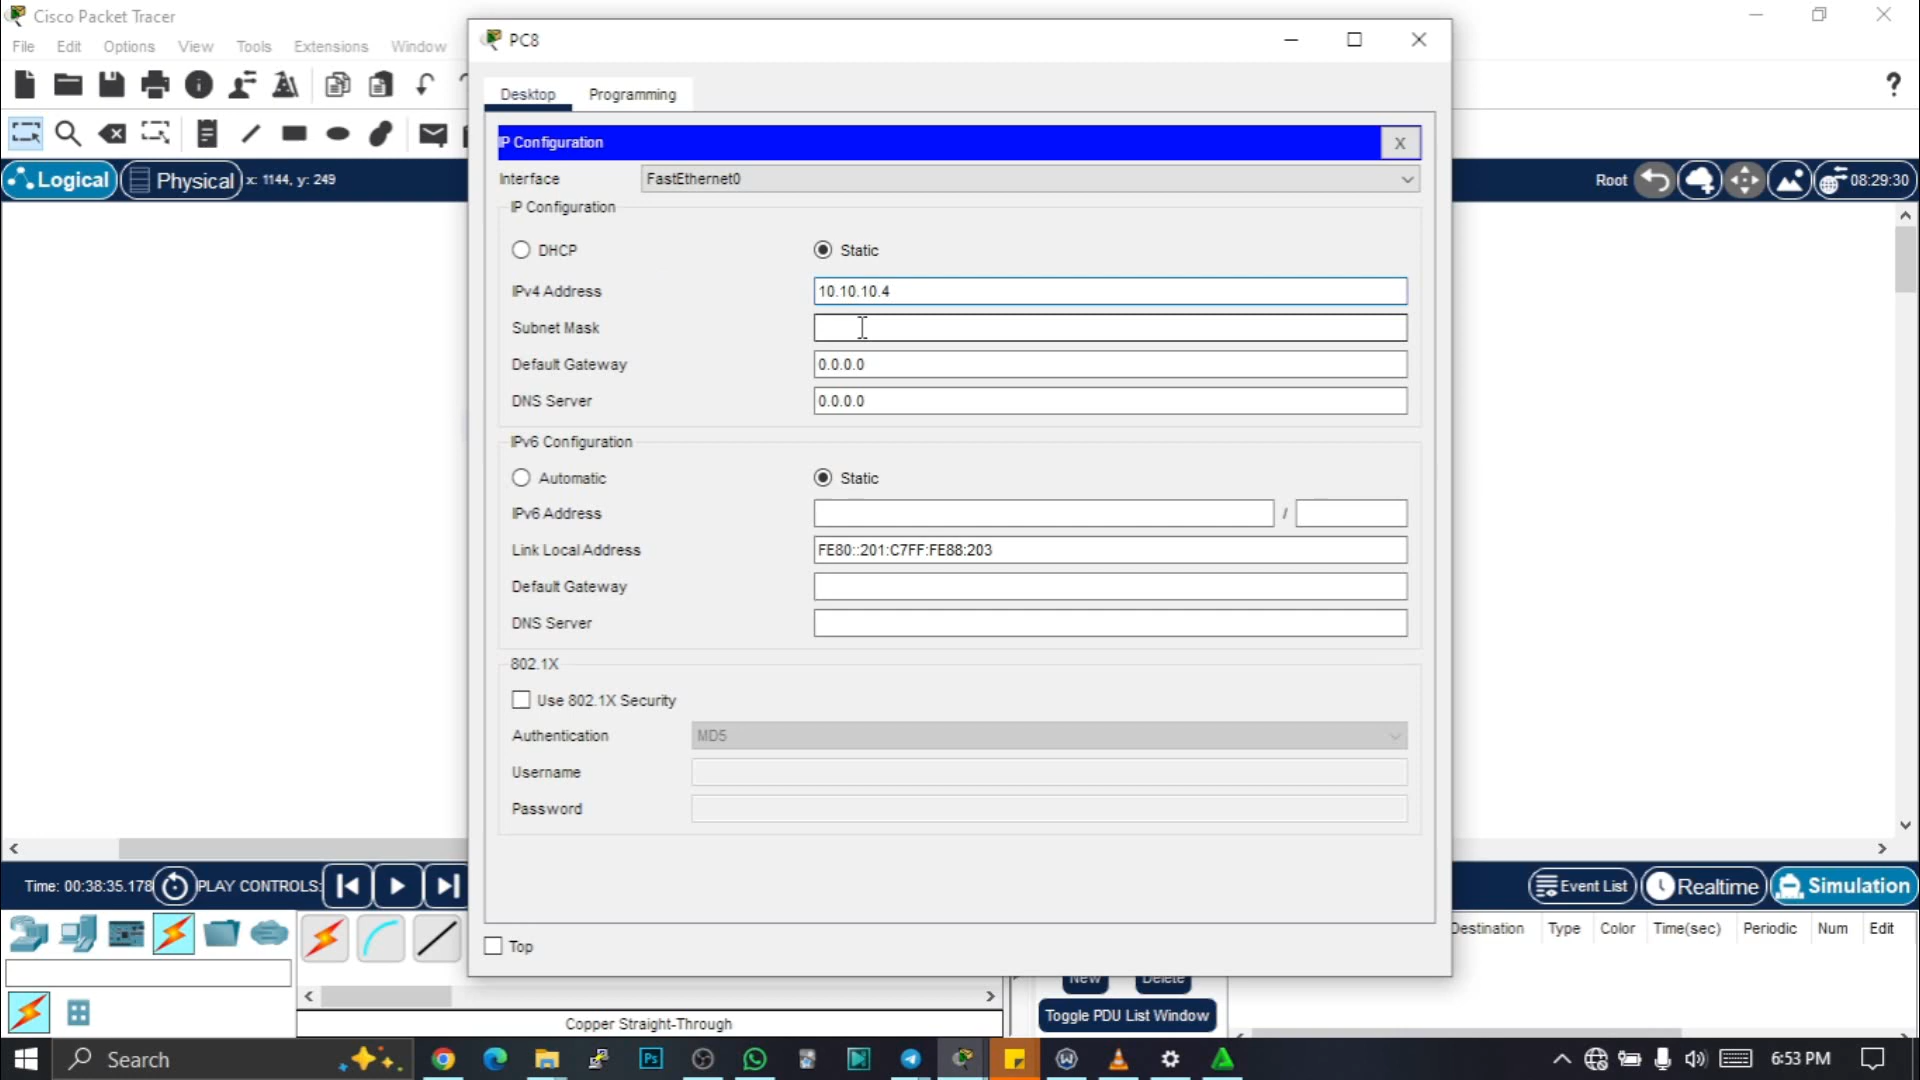 Cisco Packet Tracer
File Edit Options View Tools Extensions Window
PC8
Desktop Programming
IP Configuration
X
Interface FastEthernet0
IP Configuration
DHCP Static
IPv4 Address 10.10.10.4
Subnet Mask
Default Gateway 0.0.0.0
DNS Server 0.0.0.0
IPv6 Configuration
Automatic Static
IPv6 Address /
Link Local Address FE80::201:C7FF:FE88:203
Default Gateway
DNS Server
802.1X
Use 802.1X Security
Authentication MD5
Username
Password
Top
Logical Physical x: 1144, y: 249
Root 08:29:30
Time: 00:38:35.178 PLAY CONTROLS:
Event List Realtime Simulation
Destination Type Color Time(sec) Periodic Num Edit
New Delete
Toggle PDU List Window
Copper Straight-Through
Search
Ps
6:53 PM